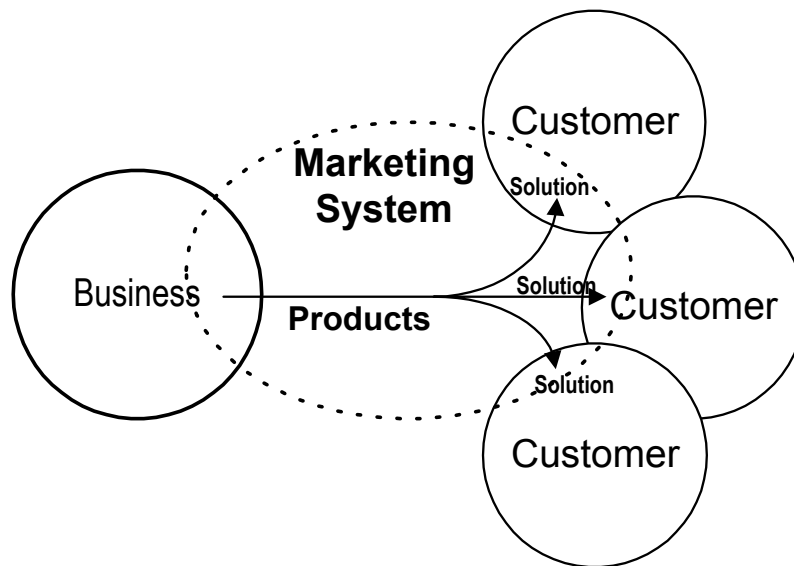 Customer
Marketing
System
Solution
Business
Solution
Customer
Products
Solution
Customer